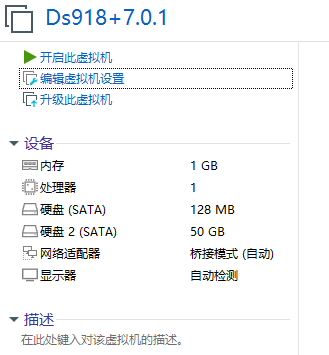 Ds918+7.0.1
开启此虚拟机
编辑虚拟机设置
升级此虚拟机
设备
内存 1 GB
处理器 1
硬盘 (SATA) 128 MB
硬盘 2 (SATA) 50 GB
网络适配器 桥接模式 (自动)
显示器 自动检测
描述
在此处键入对该虚拟机的描述。